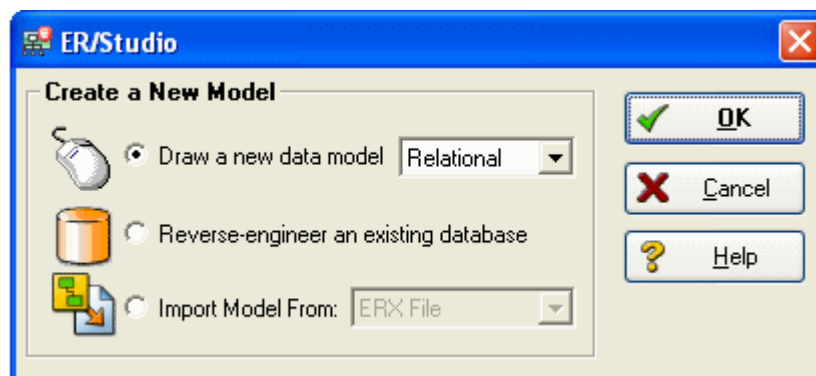 ER/Studio
Create a New Model
Draw a new data model Relational
Reverse-engineer an existing database
Import Model From: ERX File
OK
Cancel
Help